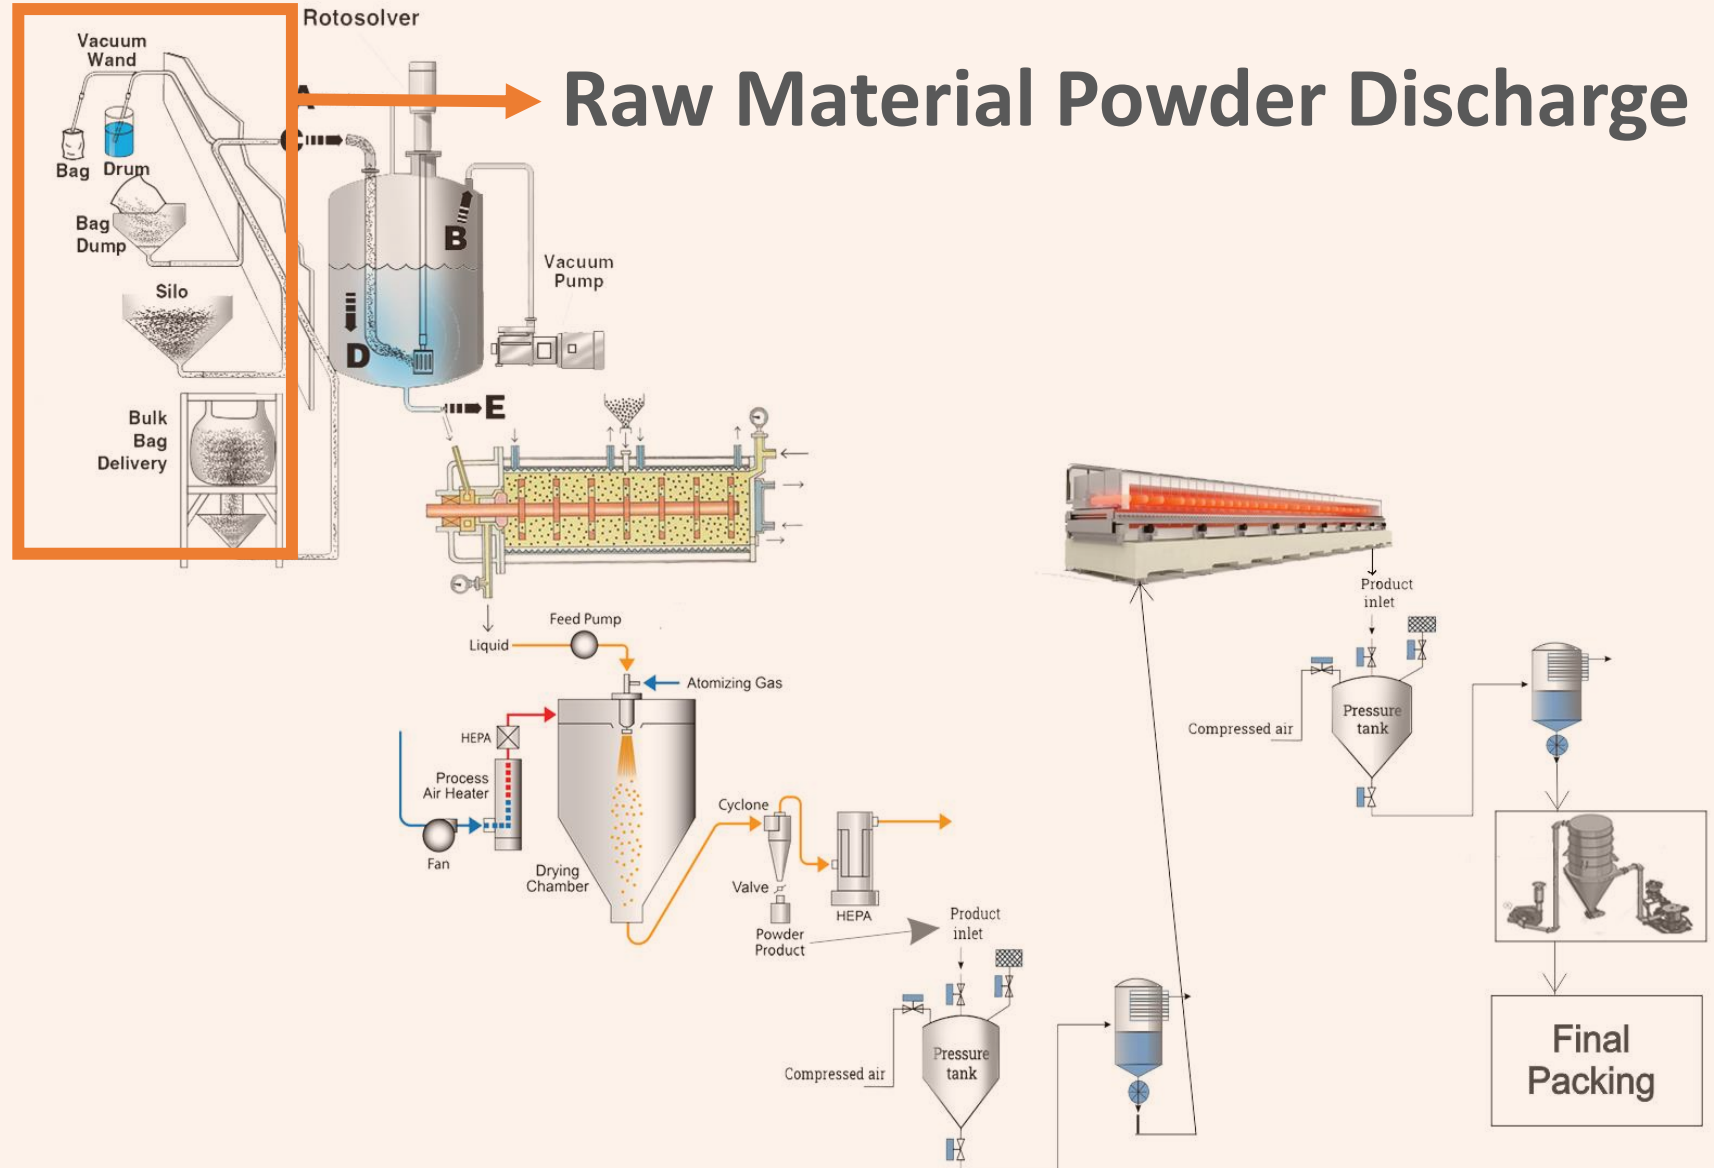 Rotosolver
Vacuum
Wand
Raw Material Powder Discharge
A
C
Bag
Drum
Bag
Dump
B
Vacuum
Pump
Silo
D
E
Bulk
Bag
Delivery
Product
inlet
Feed Pump
Liquid
Atomizing Gas
Pressure
tank
Compressed air
HEPA
Process
Air Heater
Cyclone
Fan
Drying
Chamber
Valve
HEPA
Powder
Product
Product
inlet
Pressure
tank
Compressed air
Final
Packing